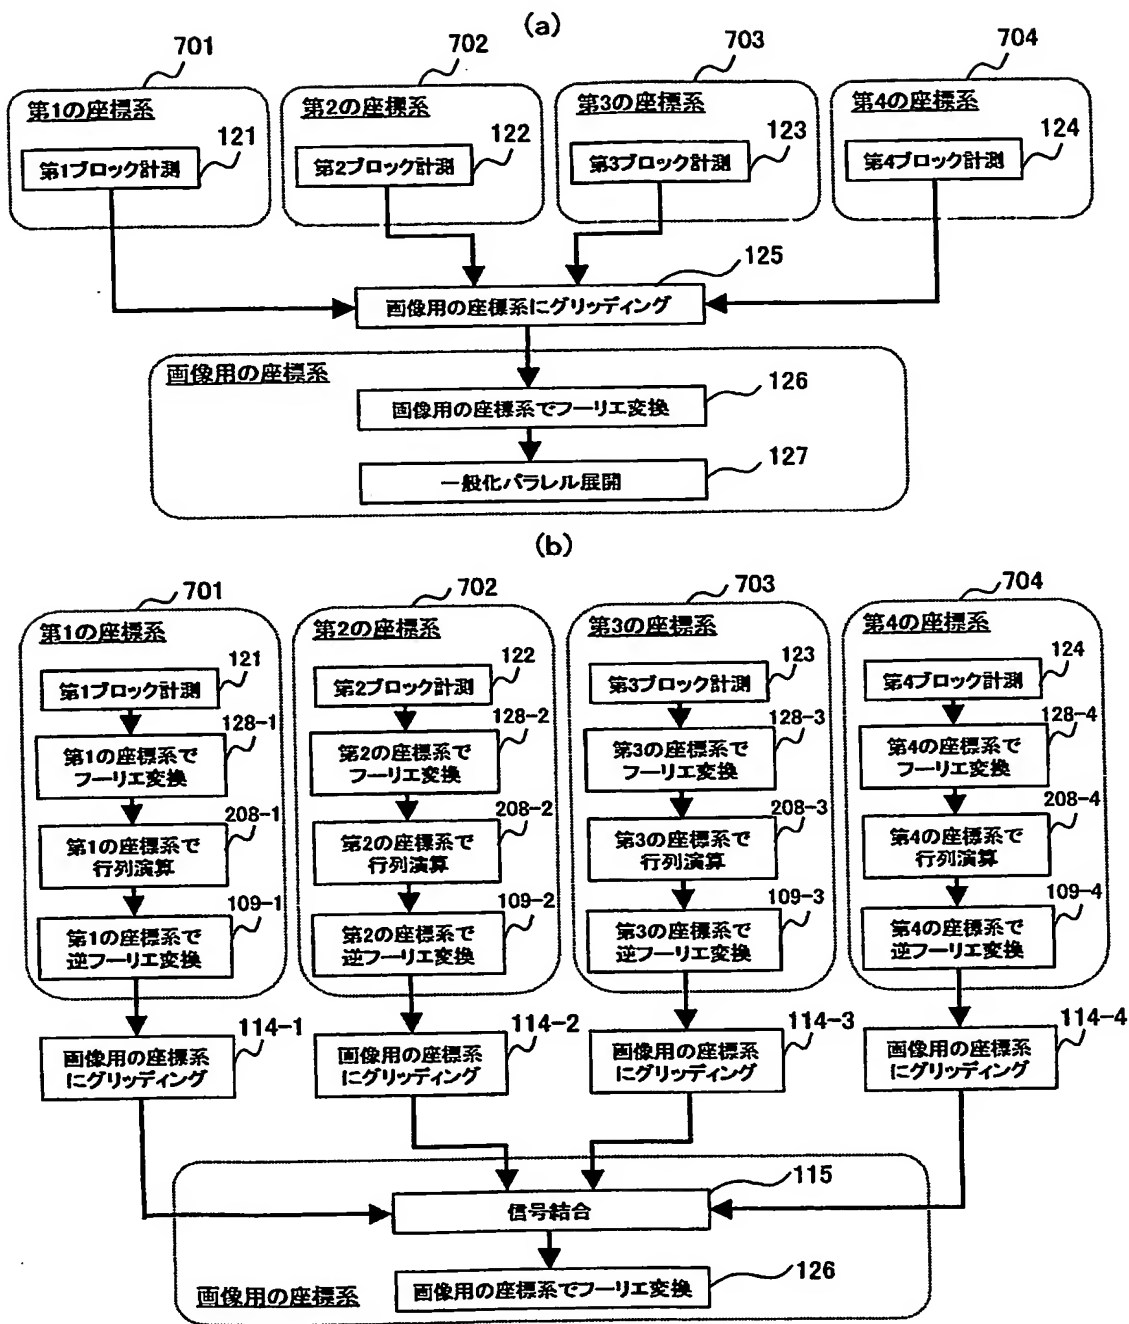 (a)
701
702
703
704
第1の座標系
第2の座標系
第3の座標系
第4の座標系
121
122
123
124
第1ブロック計測
第2ブロック計測
第3ブロック計測
第4ブロック計測
125
画像用の座標系にグリッディング
画像用の座標系
126
画像用の座標系でフーリエ変換
127
一般化パラレル展開
(b)
701
702
703
704
第1の座標系
第2の座標系
第3の座標系
第4の座標系
121
122
123
124
第1ブロック計測
第2ブロック計測
第3ブロック計測
第4ブロック計測
128-1
128-2
128-3
128-4
第1の座標系で
フーリエ変換
第2の座標系で
フーリエ変換
第3の座標系で
フーリエ変換
第4の座標系で
フーリエ変換
208-1
208-2
208-3
208-4
第1の座標系で
行列演算
第2の座標系で
行列演算
第3の座標系で
行列演算
第4の座標系で
行列演算
109-1
109-2
109-3
109-4
第1の座標系で
逆フーリエ変換
第2の座標系で
逆フーリエ変換
第3の座標系で
逆フーリエ変換
第4の座標系で
逆フーリエ変換
114-1
114-2
114-3
114-4
画像用の座標系
にグリッディング
画像用の座標系
にグリッディング
画像用の座標系
にグリッディング
画像用の座標系
にグリッディング
115
信号結合
126
画像用の座標系でフーリエ変換
画像用の座標系